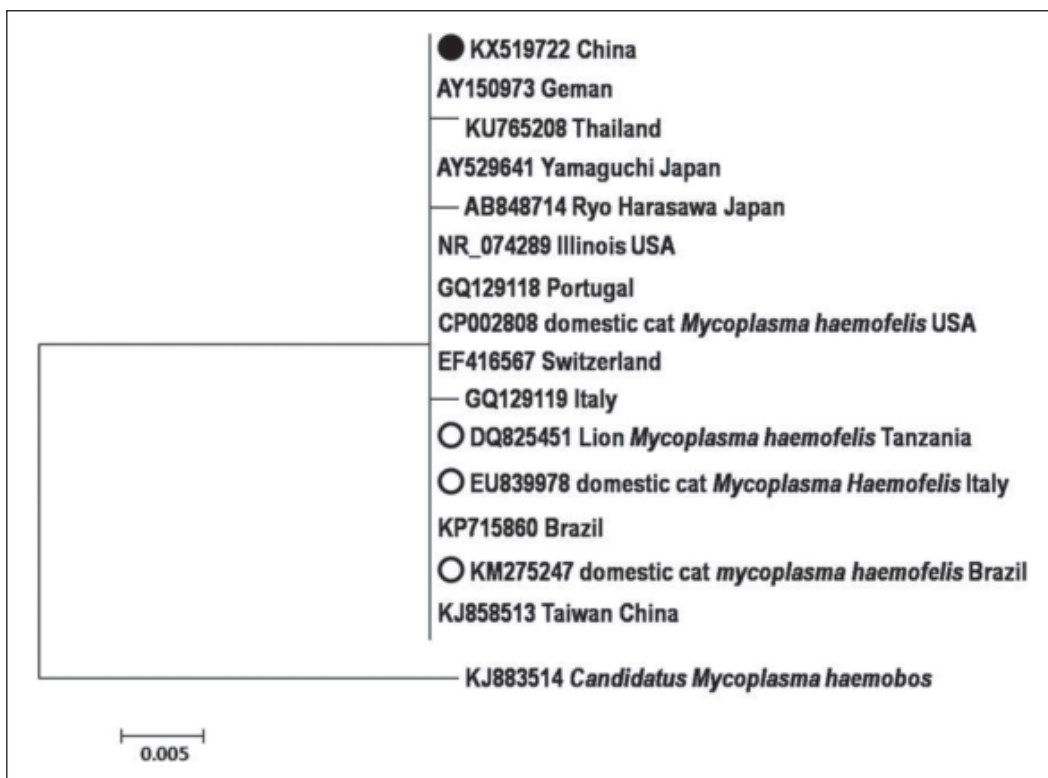 KX519722 China
AY150973 Geman
KU765208 Thailand
AY529641 Yamaguchi Japan
AB848714 Ryo Harasawa Japan
NR_074289 Illinois USA
GQ129118 Portugal
CP002808 domestic cat Mycoplasma haemofelis USA
EF416567 Switzerland
GQ129119 Italy
DQ825451 Lion Mycoplasma haemofelis Tanzania
EU839978 domestic cat Mycoplasma Haemofelis Italy
KP715860 Brazil
KM275247 domestic cat mycoplasma haemofelis Brazil
KJ858513 Taiwan China
KJ883514 Candidatus Mycoplasma haemobos
0.005